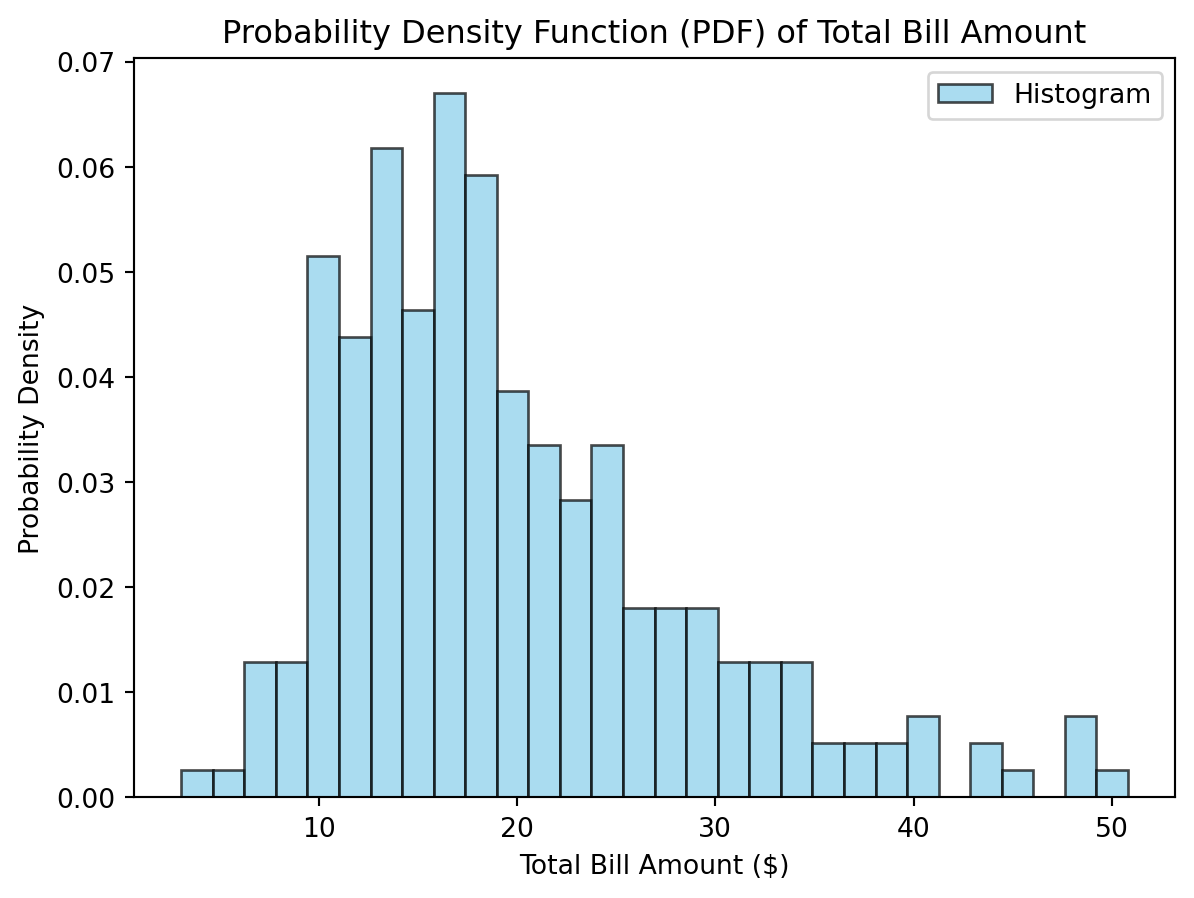 Probability Density Function (PDF) of Total Bill Amount
Histogram
0.07
0.06
0.05
0.04
0.03
0.02
0.01
0.00
Probability Density
10 20 30 40 50
Total Bill Amount ($)